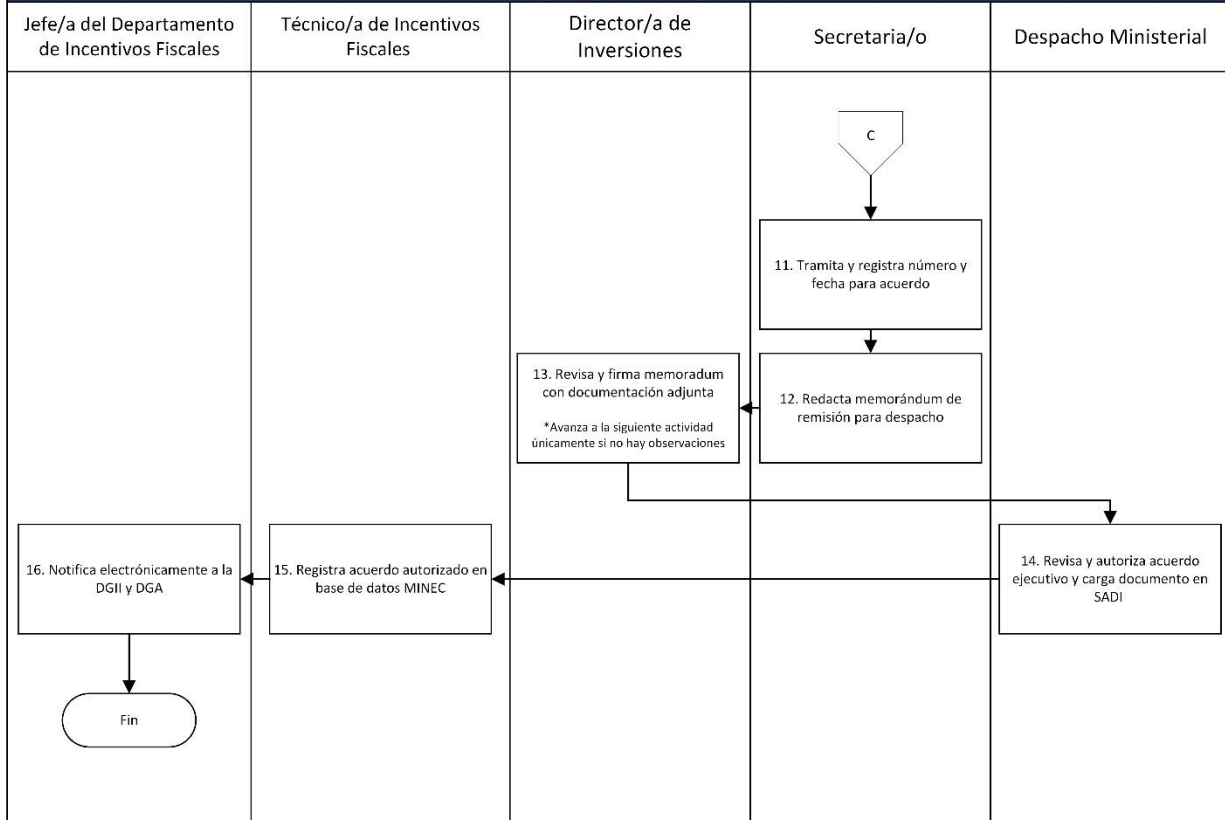 Jefe/a del Departamento
de Incentivos Fiscales
Técnico/a de Incentivos
Fiscales
Director/a de
Inversiones
Secretaria/o
Despacho Ministerial
C
11. Tramita y registra número y
fecha para acuerdo
13. Revisa y firma memoradum
con documentación adjunta
*Avanza a la siguiente actividad
únicamente si no hay observaciones
12. Redacta memorándum de
remisión para despacho
16. Notifica electrónicamente a la
DGII y DGA
15. Registra acuerdo autorizado en
base de datos MINEC
14. Revisa y autoriza acuerdo
ejecutivo y carga documento en
SADI
Fin